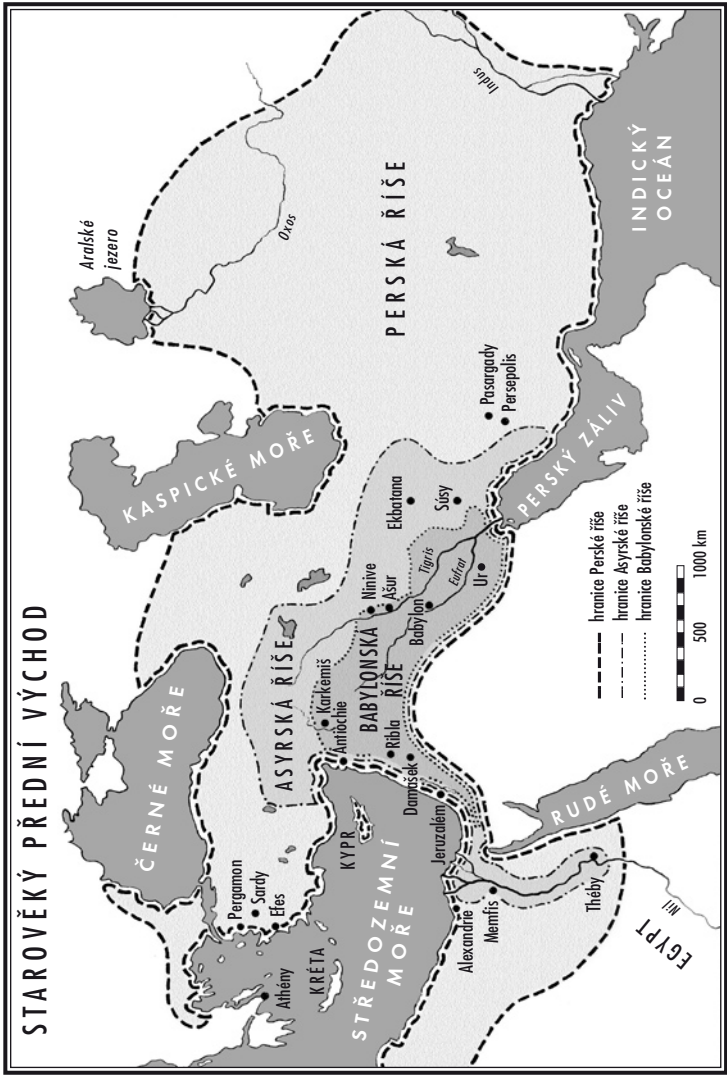 STAROVĚKÝ PŘEDNÍ VÝCHOD
ČERNÉ MOŘE
KASPICKÉ MOŘE
Aralské
jezero
Oxos
Indus
PERSKÁ ŘÍŠE
INDICKÝ
OCEÁN
Pasargady
Persepolis
PERSKÝ ZÁLIV
Ekbatana
Súsy
Ninive
Ašur
Tigris
Eufrat
Babylon
Ur
ASYRSKÁ ŘÍŠE
BABYLONSKÁ
ŘÍŠE
Karkemiš
Antiochie
Ribla
Damašek
Jeruzalém
Pergamon
Sardy
Efes
Athény
KRÉTA
KYPR
STŘEDOZEMNÍ
MOŘE
Alexandrie
Memfis
Théby
Nil
EGYPT
RUDÉ MOŘE
hranice Perské říše
hranice Asyrské říše
hranice Babylonské říše
0 500 1000 km